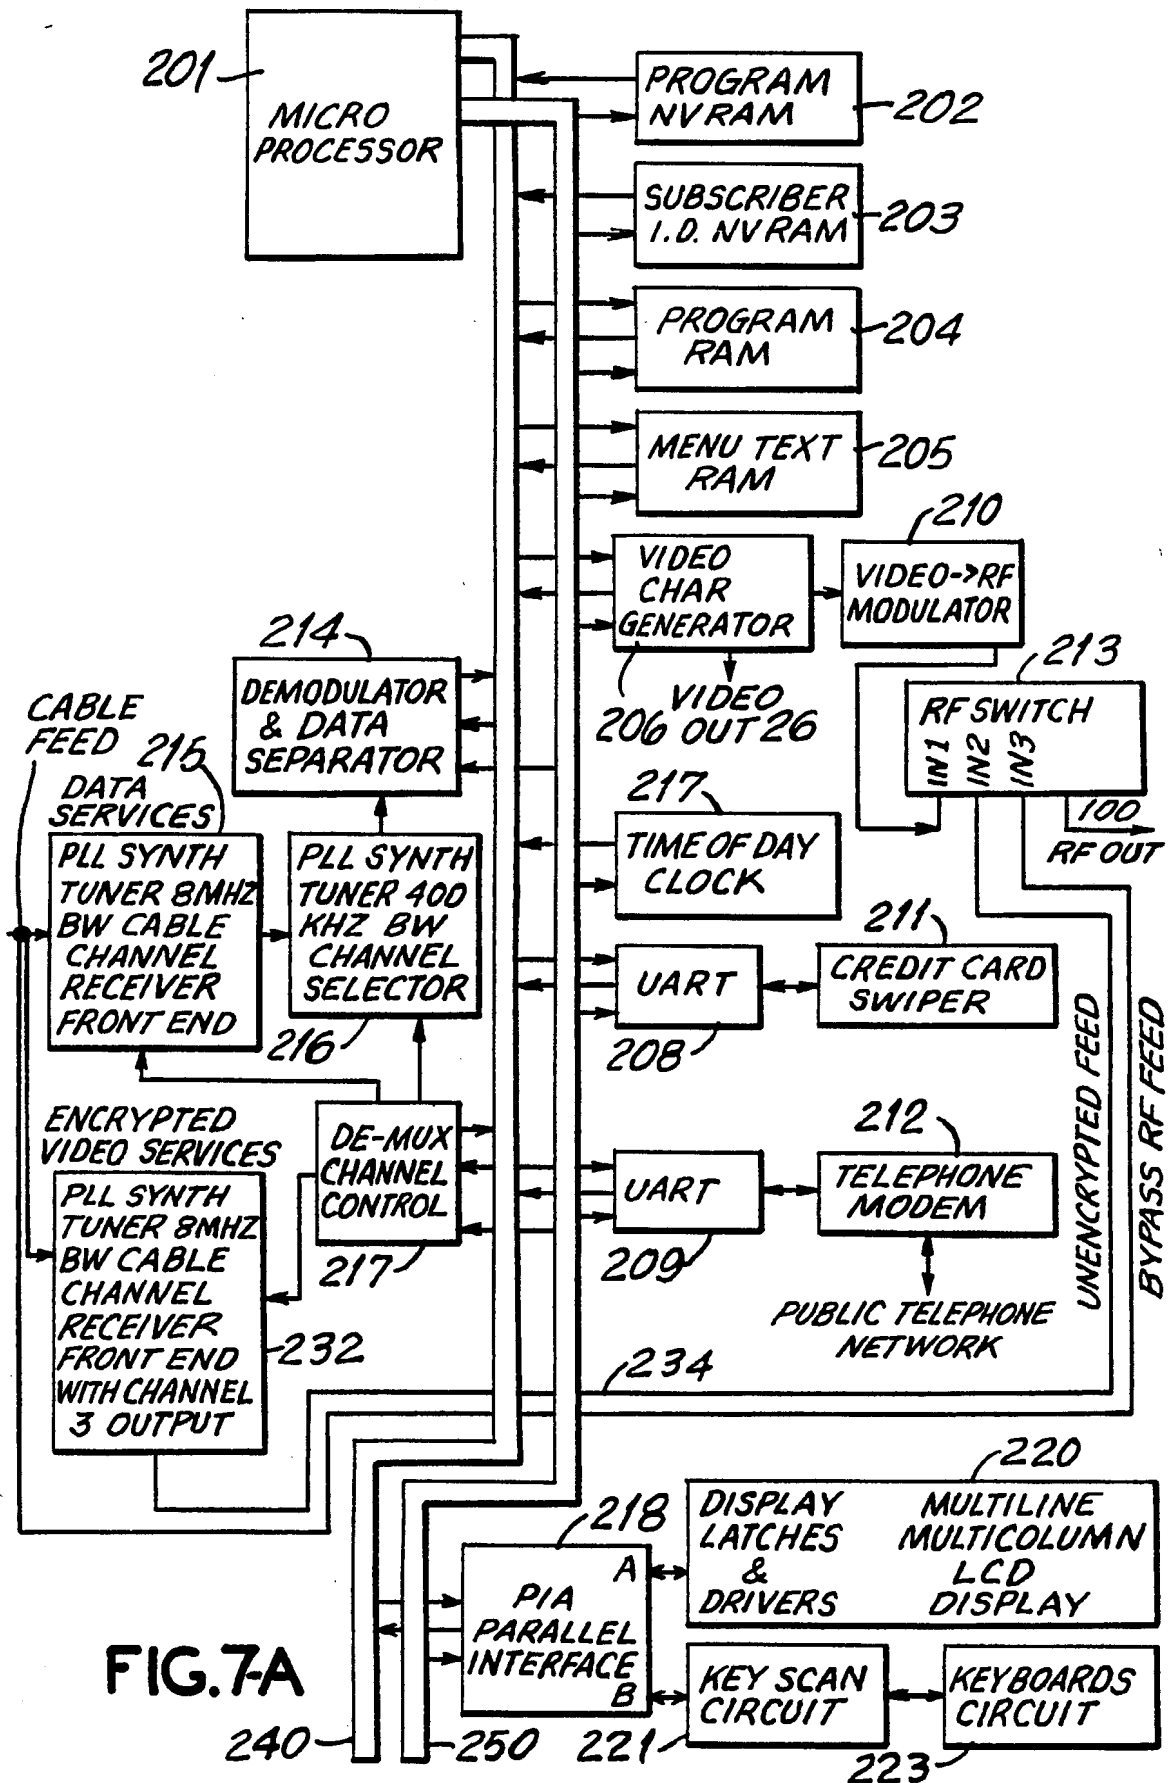 201
MICRO
PROCESSOR
PROGRAM
NVRAM
202
SUBSCRIBER
I.D. NVRAM
203
PROGRAM
RAM
204
MENU TEXT
RAM
205
210
VIDEO->RF
MODULATOR
VIDEO
CHAR
GENERATOR
206
VIDEO
OUT 26
213
RF SWITCH
IN1
IN2
IN3
100
RF OUT
214
DEMODULATOR
& DATA
SEPARATOR
CABLE
FEED
215
DATA
SERVICES
PLL SYNTH
TUNER 8MHZ
BW CABLE
CHANNEL
RECEIVER
FRONT END
PLL SYNTH
TUNER 400
KHZ BW
CHANNEL
SELECTOR
216
217
TIME OF DAY
CLOCK
211
UART
208
CREDIT CARD
SWIPER
UNENCRYPTED FEED
BYPASS RF FEED
ENCRYPTED
VIDEO SERVICES
PLL SYNTH
TUNER 8MHZ
BW CABLE
CHANNEL
RECEIVER
FRONT END
WITH CHANNEL
3 OUTPUT
232
DE-MUX
CHANNEL
CONTROL
217
212
UART
209
TELEPHONE
MODEM
PUBLIC TELEPHONE
NETWORK
234
218
A
PIA
PARALLEL
INTERFACE
B
220
DISPLAY
LATCHES
&
DRIVERS
MULTILINE
MULTICOLUMN
LCD
DISPLAY
KEY SCAN
CIRCUIT
221
KEYBOARDS
CIRCUIT
223
FIG.7-A
240
250